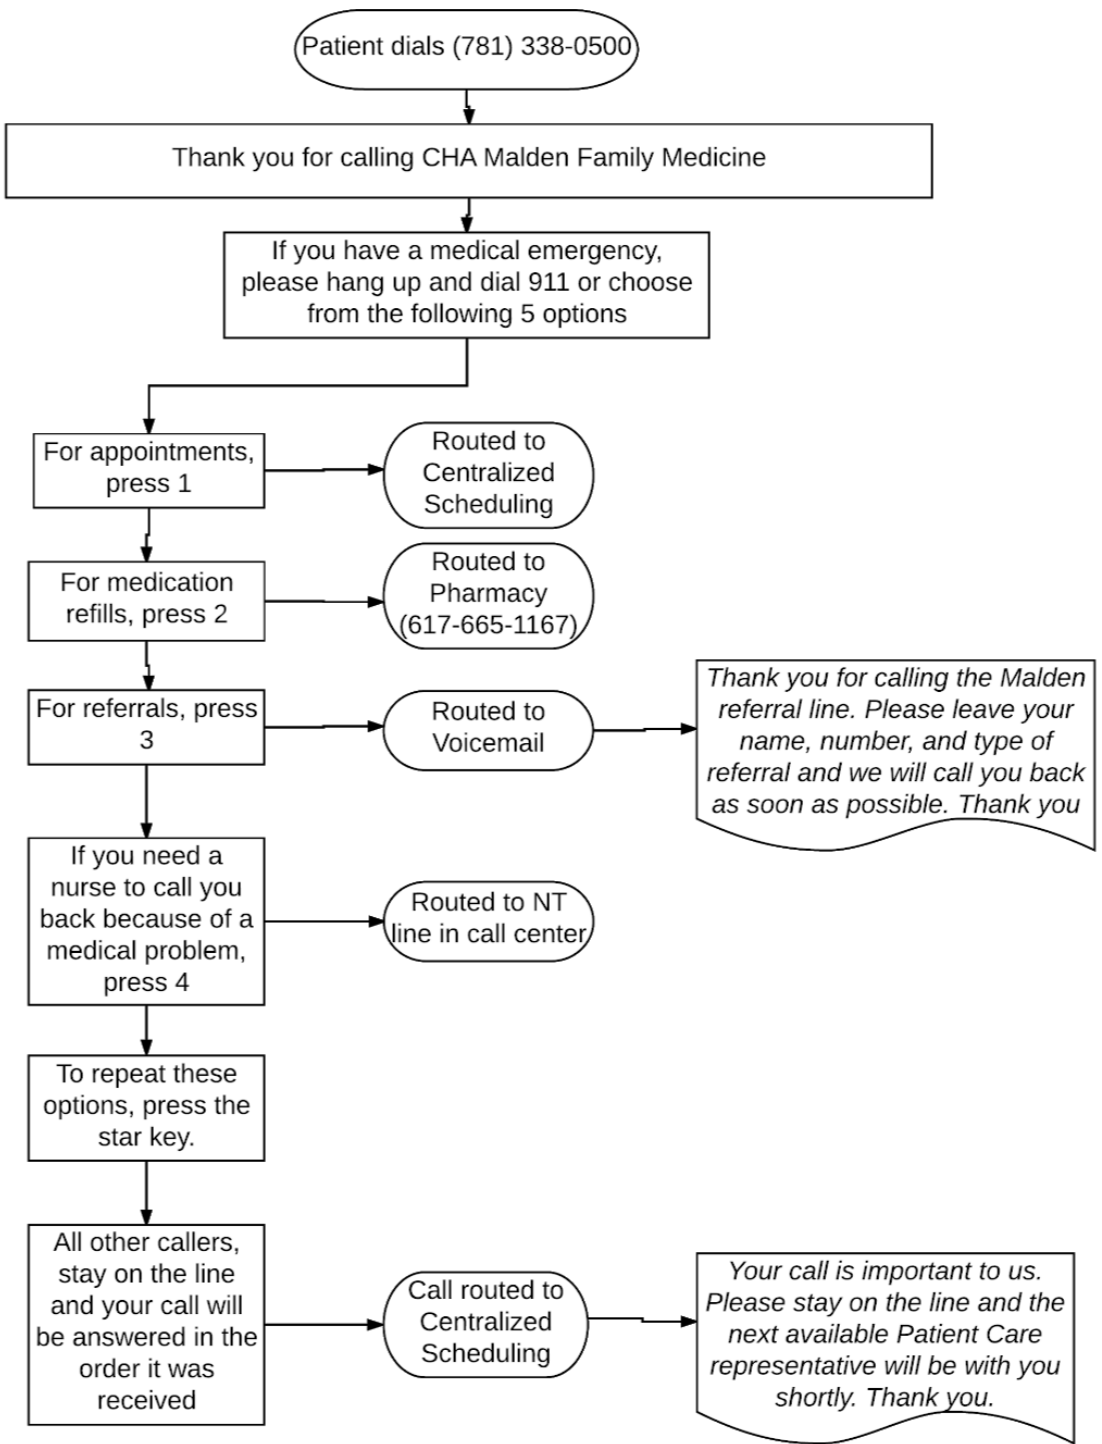 Patient dials (781) 338-0500
Thank you for calling CHA Malden Family Medicine
If you have a medical emergency,
please hang up and dial 911 or choose
from the following 5 options
For appointments,
press 1
Routed to
Centralized
Scheduling
For medication
refills, press 2
Routed to
Pharmacy
(617-665-1167)
For referrals, press
3
Routed to
Voicemail
Thank you for calling the Malden
referral line. Please leave your
name, number, and type of
referral and we will call you back
as soon as possible. Thank you
If you need a
nurse to call you
back because of a
medical problem,
press 4
Routed to NT
line in call center
To repeat these
options, press the
star key.
All other callers,
stay on the line
and your call will
be answered in the
order it was
received
Call routed to
Centralized
Scheduling
Your call is important to us.
Please stay on the line and the
next available Patient Care
representative will be with you
shortly. Thank you.